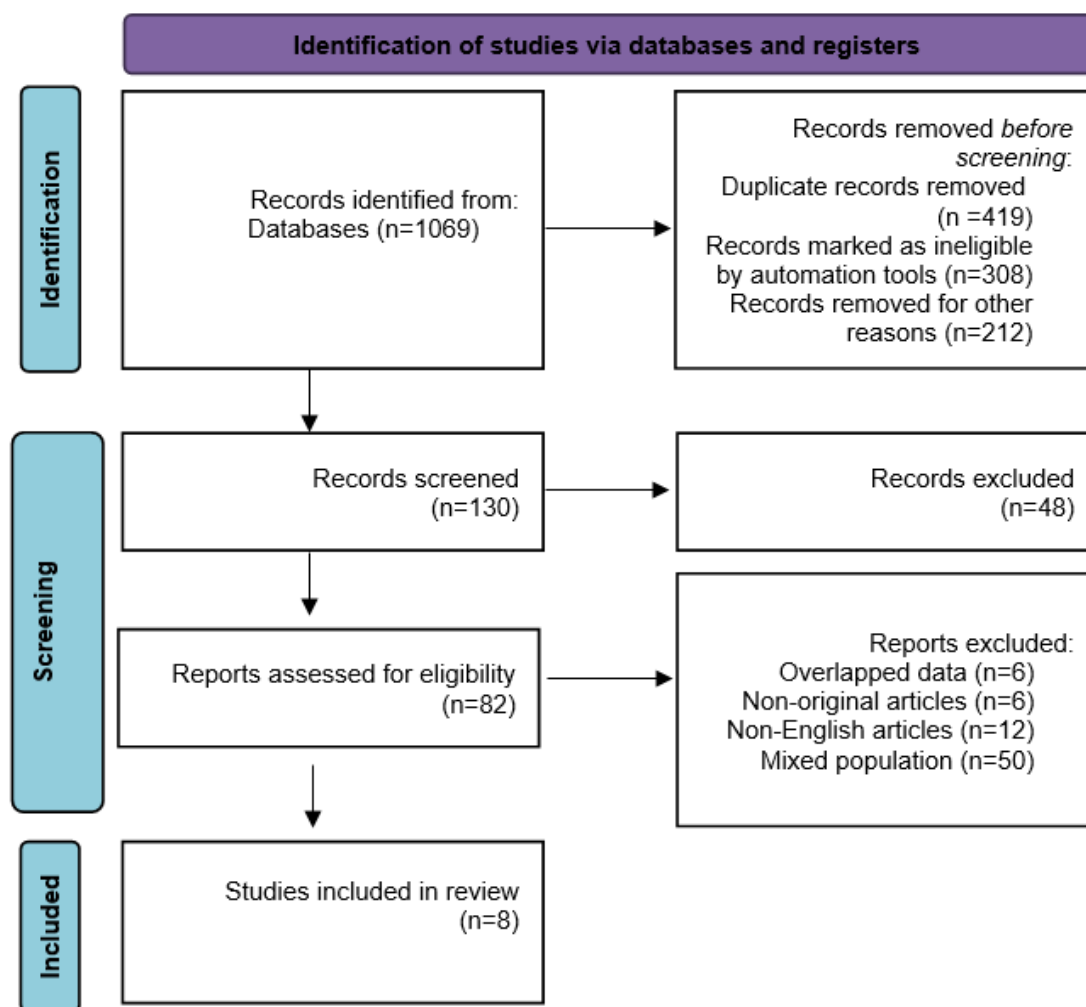 Identification of studies via databases and registers
Identification
Records identified from:
Databases (n=1069)
Records removed before
screening:
Duplicate records removed
(n =419)
Records marked as ineligible
by automation tools (n=308)
Records removed for other
reasons (n=212)
Screening
Records screened
(n=130)
Records excluded
(n=48)
Reports assessed for eligibility
(n=82)
Reports excluded:
Overlapped data (n=6)
Non-original articles (n=6)
Non-English articles (n=12)
Mixed population (n=50)
Included
Studies included in review
(n=8)